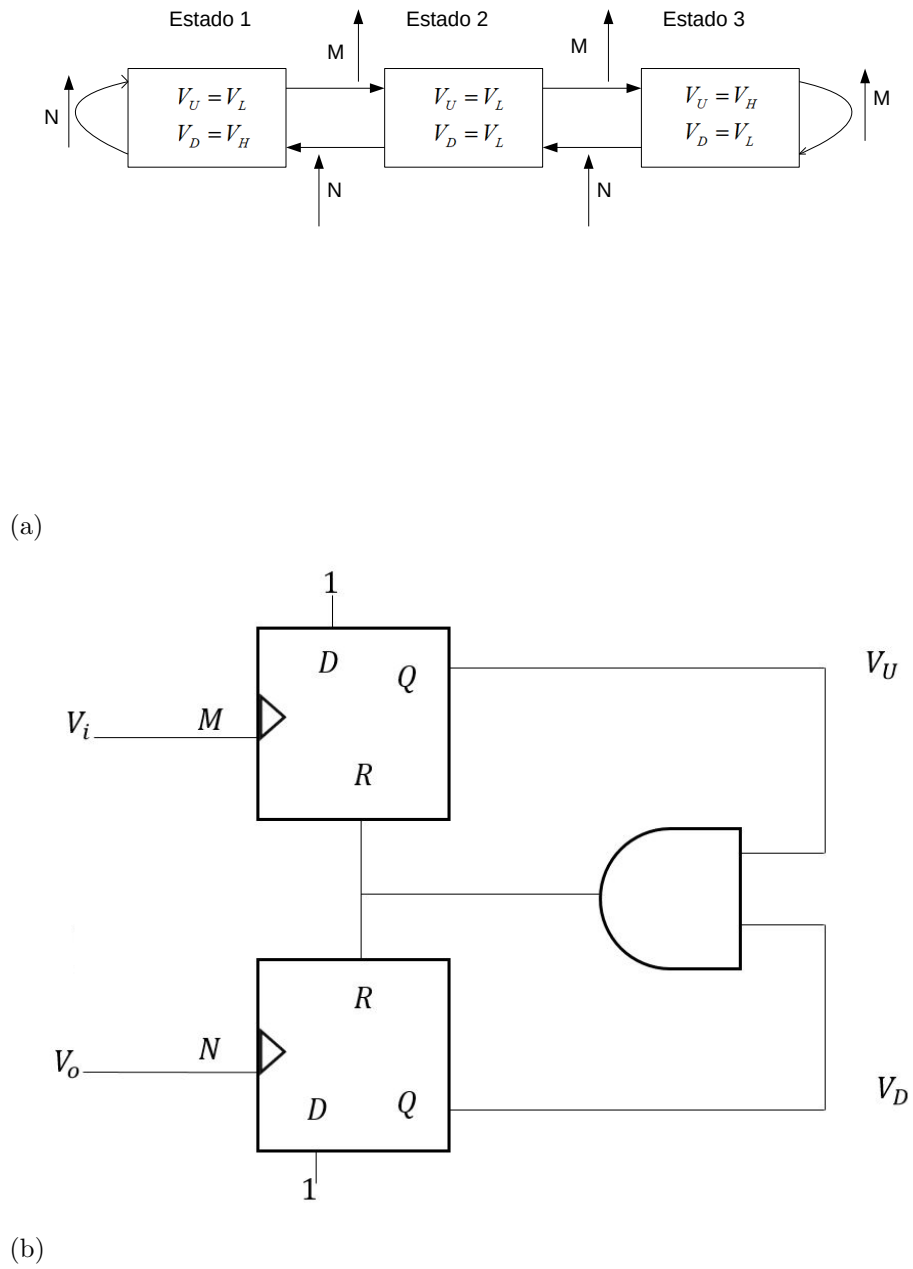 Estado 1 Estado 2 Estado 3
M M
N V_U = V_L V_U = V_L V_U = V_H M
V_D = V_H V_D = V_L V_D = V_L
N N
(a)
1
D Q V_U
V_i M
R
R
V_o N
D Q V_D
1
(b)